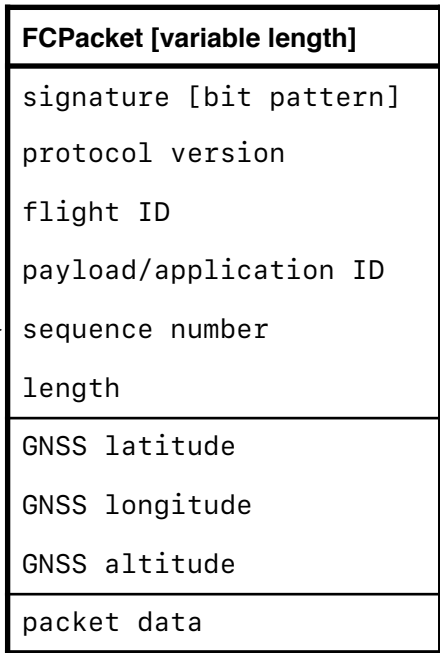 FCPacket [variable length]
signature [bit pattern]
protocol version
flight ID
payload/application ID
sequence number
length
GNSS latitude
GNSS longitude
GNSS altitude
packet data